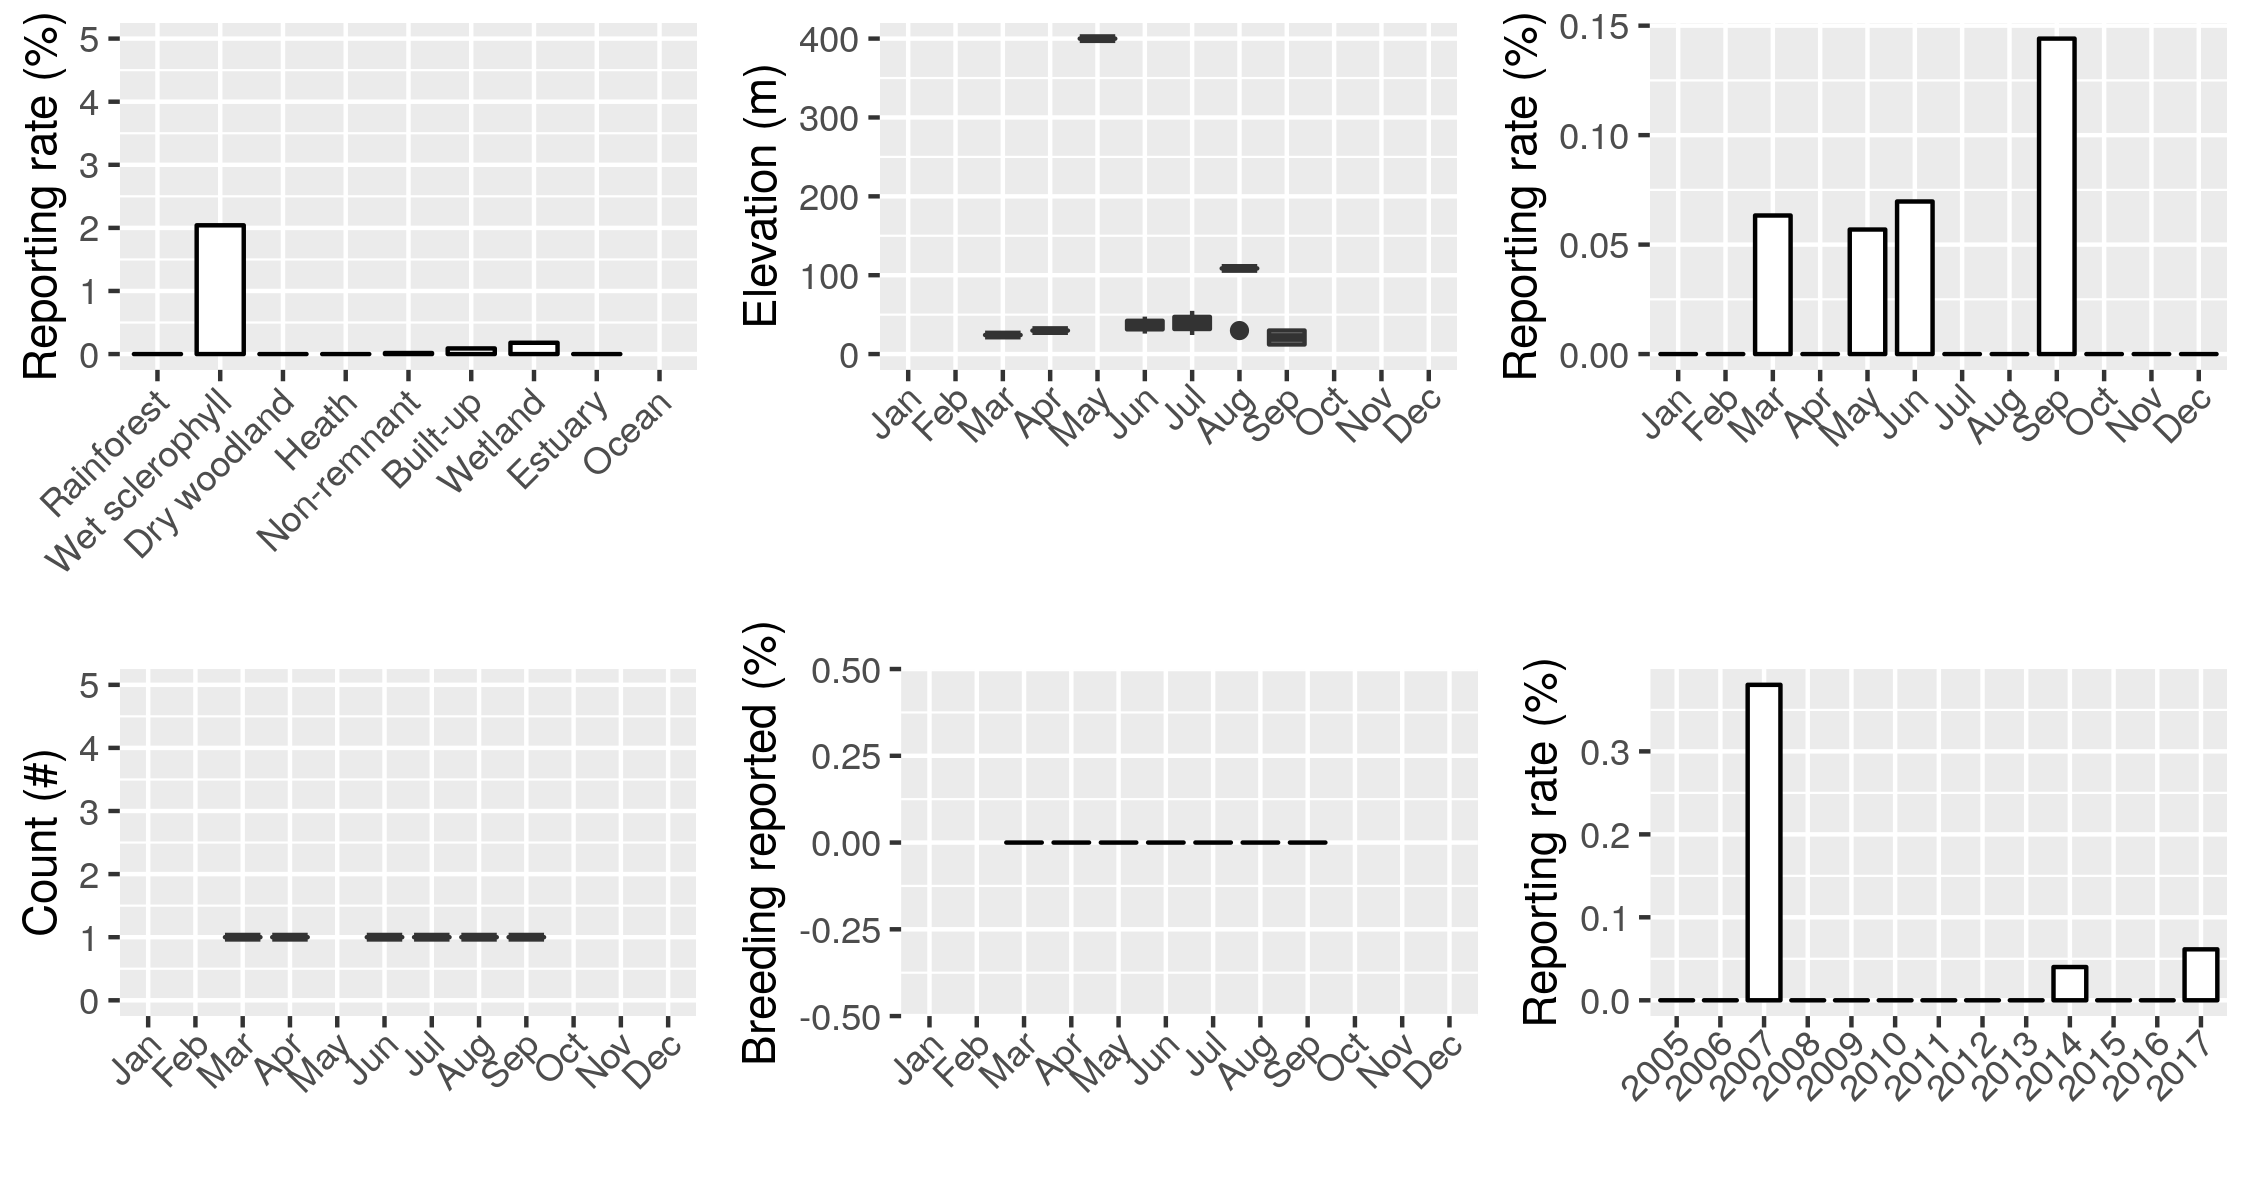 Reporting rate (%)
5
4
3
2
1
0
Rainforest
Wet sclerophyll
Dry woodland
Heath
Non-remnant
Built-up
Wetland
Estuary
Ocean
Elevation (m)
400
300
200
100
0
Jan
Feb
Mar
Apr
May
Jun
Jul
Aug
Sep
Oct
Nov
Dec
Reporting rate (%)
0.15
0.10
0.05
0.00
Jan
Feb
Mar
Apr
May
Jun
Jul
Aug
Sep
Oct
Nov
Dec
Count (#)
5
4
3
2
1
0
Jan
Feb
Mar
Apr
May
Jun
Jul
Aug
Sep
Oct
Nov
Dec
Breeding reported (%)
0.50
0.25
0.00
-0.25
-0.50
Jan
Feb
Mar
Apr
May
Jun
Jul
Aug
Sep
Oct
Nov
Dec
Reporting rate (%)
0.3
0.2
0.1
0.0
2005
2006
2007
2008
2009
2010
2011
2012
2013
2014
2015
2016
2017